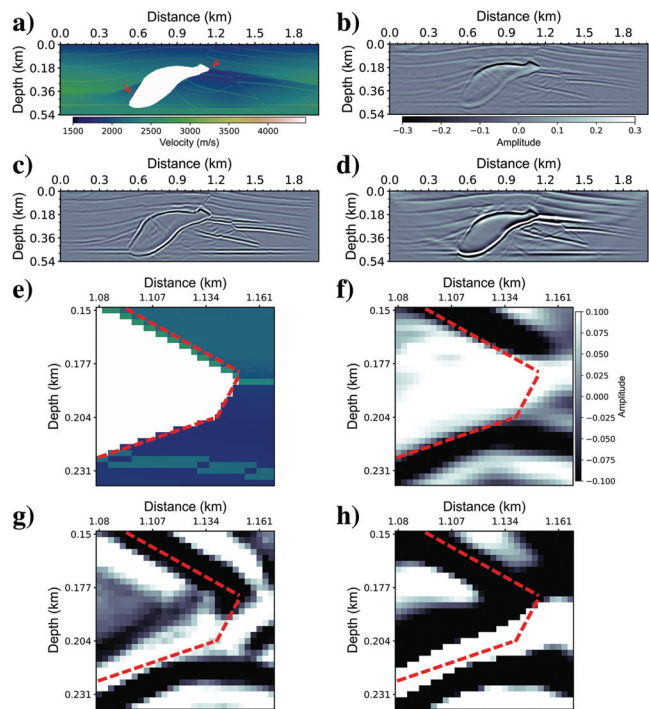 a)
Distance (km)
0.0 0.3 0.6 0.9 1.2 1.5 1.8
Depth (km)
0.0
0.18
0.36
0.54
1500 2000 2500 3000 3500 4000
Velocity (m/s)
b)
Distance (km)
0.0 0.3 0.6 0.9 1.2 1.5 1.8
Depth (km)
0.0
0.18
0.36
0.54
−0.3 −0.2 −0.1 0.0 0.1 0.2 0.3
Amplitude
c)
Distance (km)
0.0 0.3 0.6 0.9 1.2 1.5 1.8
Depth (km)
0.0
0.18
0.36
0.54
d)
Distance (km)
0.0 0.3 0.6 0.9 1.2 1.5 1.8
Depth (km)
0.0
0.18
0.36
0.54
e)
Distance (km)
1.08 1.107 1.134 1.161
Depth (km)
0.15
0.177
0.204
0.231
f)
Distance (km)
1.08 1.107 1.134 1.161
Depth (km)
0.15
0.177
0.204
0.231
0.100
0.075
0.050
0.025
0.000
−0.025
−0.050
−0.075
−0.100
Amplitude
g)
Distance (km)
1.08 1.107 1.134 1.161
Depth (km)
0.15
0.177
0.204
0.231
h)
Distance (km)
1.08 1.107 1.134 1.161
Depth (km)
0.15
0.177
0.204
0.231